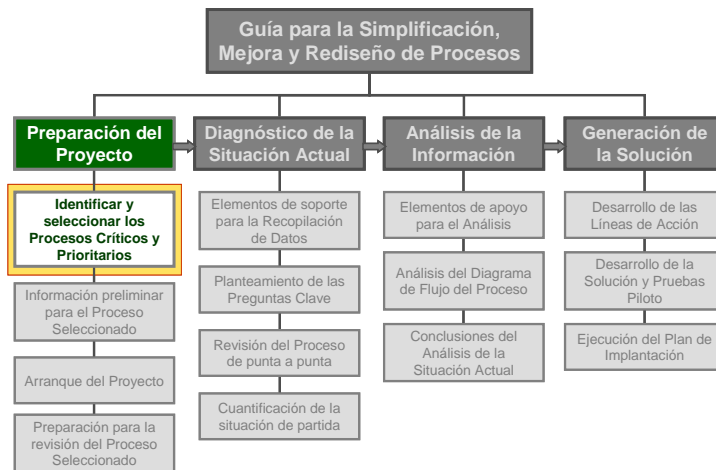 Guía para la Simplificación,
Mejora y Rediseño de Procesos
Preparación del
Proyecto
Identificar y
seleccionar los
Procesos Críticos y
Prioritarios
Información preliminar
para el Proceso
Seleccionado
Arranque del Proyecto
Preparación para la
revisión del Proceso
Seleccionado
Diagnóstico de la
Situación Actual
Elementos de soporte
para la Recopilación
de Datos
Planteamiento de las
Preguntas Clave
Revisión del Proceso
de punta a punta
Cuantificación de la
situación de partida
Análisis de la
Información
Elementos de apoyo
para el Análisis
Análisis del Diagrama
de Flujo del Proceso
Conclusiones del
Análisis de la
Situación Actual
Generación de
la Solución
Desarrollo de las
Líneas de Acción
Desarrollo de la
Solución y Pruebas
Piloto
Ejecución del Plan de
Implantación